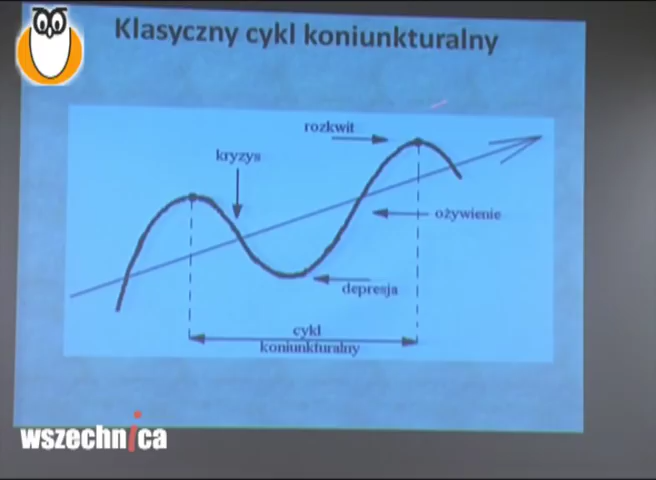 Klasyczny cykl koniunkturalny
rozkwit
kryzys
ożywienie
depresja
cykl
koniunkturalny
wszechnica